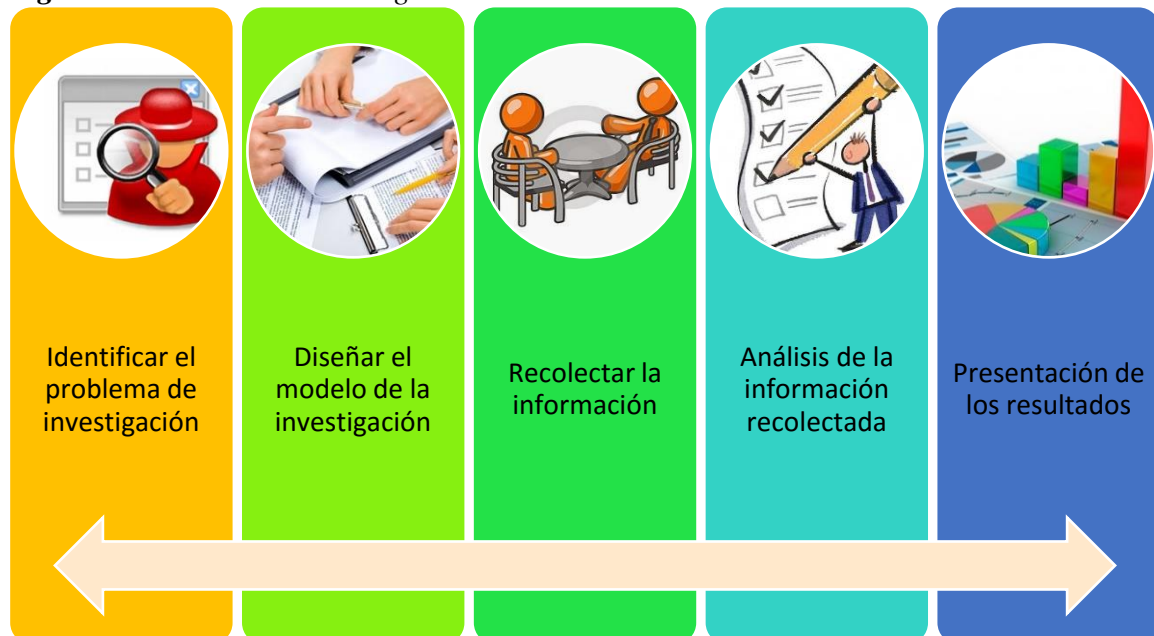 Identificar el
problema de
investigación
Diseñar el
modelo de la
investigación
Recolectar la
información
Análisis de la
información
recolectada
Presentación de
los resultados